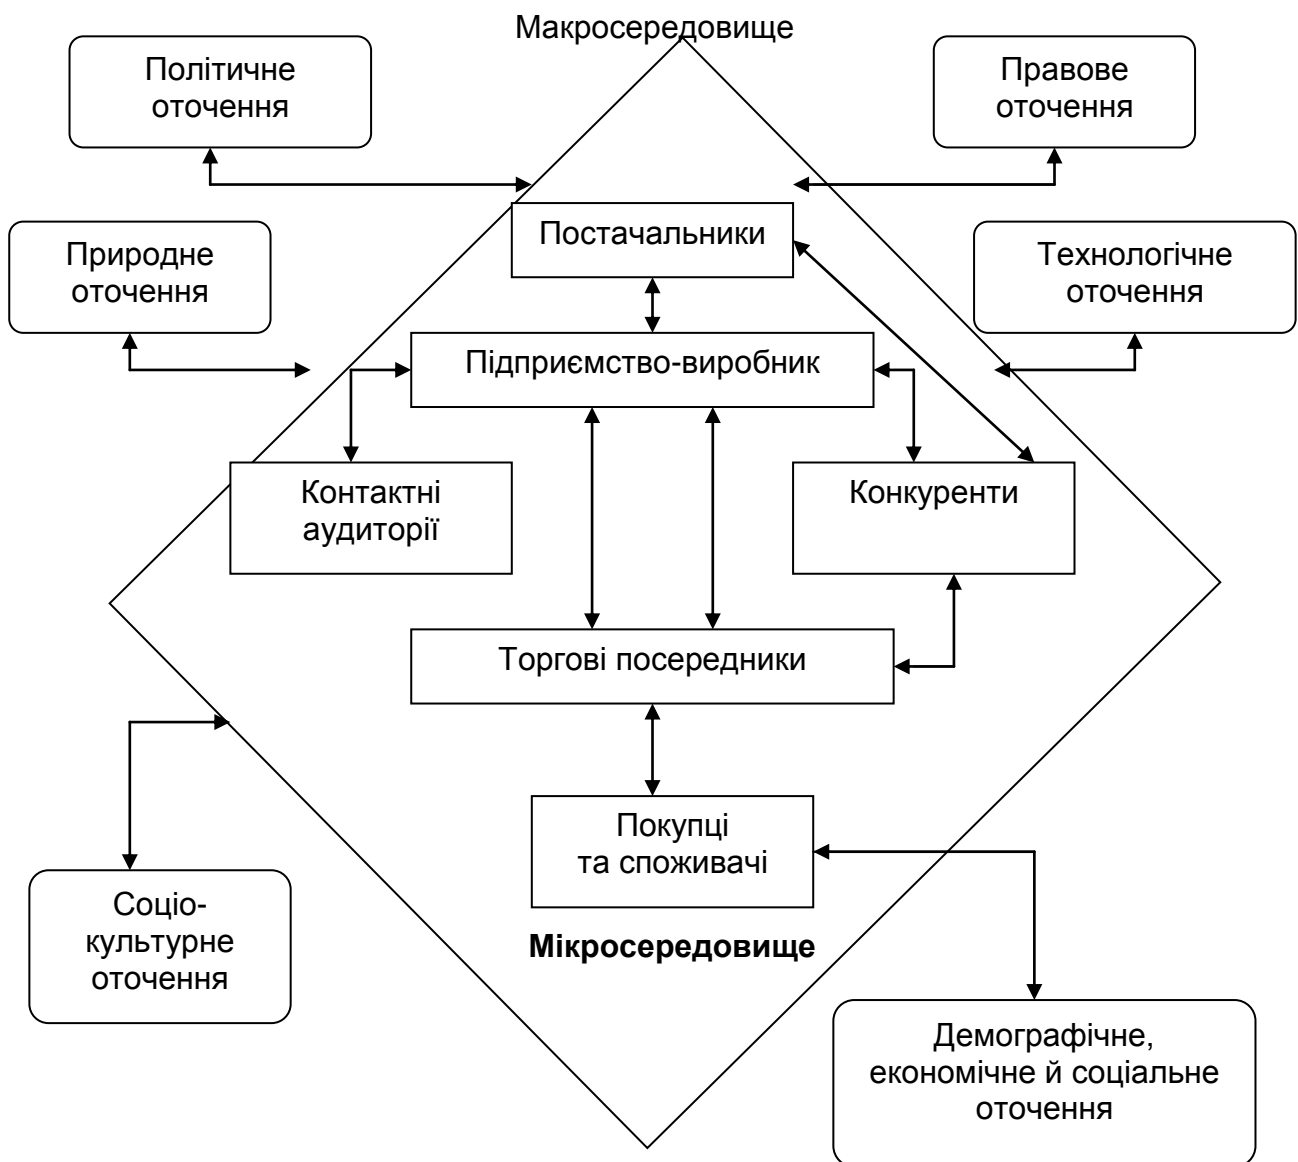 Макросередовище
Політичне
оточення
Правове
оточення
Постачальники
Природне
оточення
Технологічне
оточення
Підприємство-виробник
Контактні
аудиторії
Конкуренти
Торгові посередники
Покупці
та споживачі
Соціо-
культурне
оточення
Мікросередовище
Демографічне,
економічне й соціальне
оточення